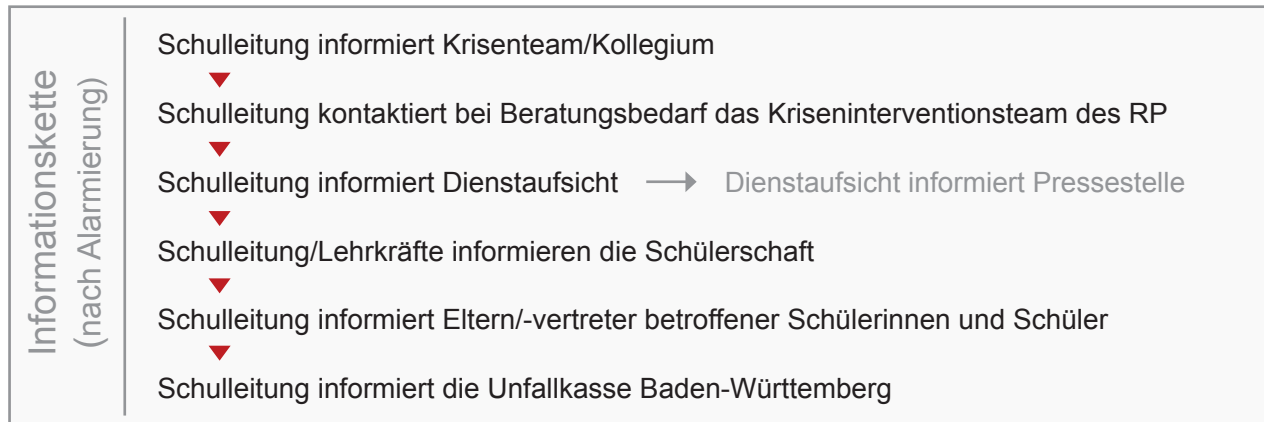 Informationskette
(nach Alarmierung)
Schulleitung informiert Krisenteam/Kollegium
Schulleitung kontaktiert bei Beratungsbedarf das Kriseninterventionsteam des RP
Schulleitung informiert Dienstaufsicht → Dienstaufsicht informiert Pressestelle
Schulleitung/Lehrkräfte informieren die Schülerschaft
Schulleitung informiert Eltern/-vertreter betroffener Schülerinnen und Schüler
Schulleitung informiert die Unfallkasse Baden-Württemberg